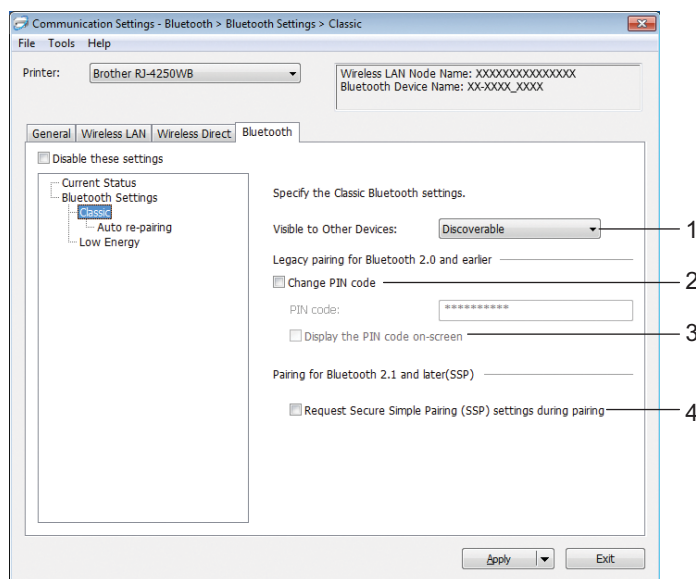 Communication Settings - Bluetooth > Bluetooth Settings > Classic
File Tools Help
Printer: Brother RJ-4250WB
Wireless LAN Node Name: XXXXXXXXXXXXXXX
Bluetooth Device Name: XX-XXXX_XXXX
General Wireless LAN Wireless Direct Bluetooth
Disable these settings
Current Status
Bluetooth Settings
Classic
Auto re-pairing
Low Energy
Specify the Classic Bluetooth settings.
Visible to Other Devices: Discoverable 1
Legacy pairing for Bluetooth 2.0 and earlier
Change PIN code 2
PIN code: **********
Display the PIN code on-screen 3
Pairing for Bluetooth 2.1 and later(SSP)
Request Secure Simple Pairing (SSP) settings during pairing 4
Apply Exit